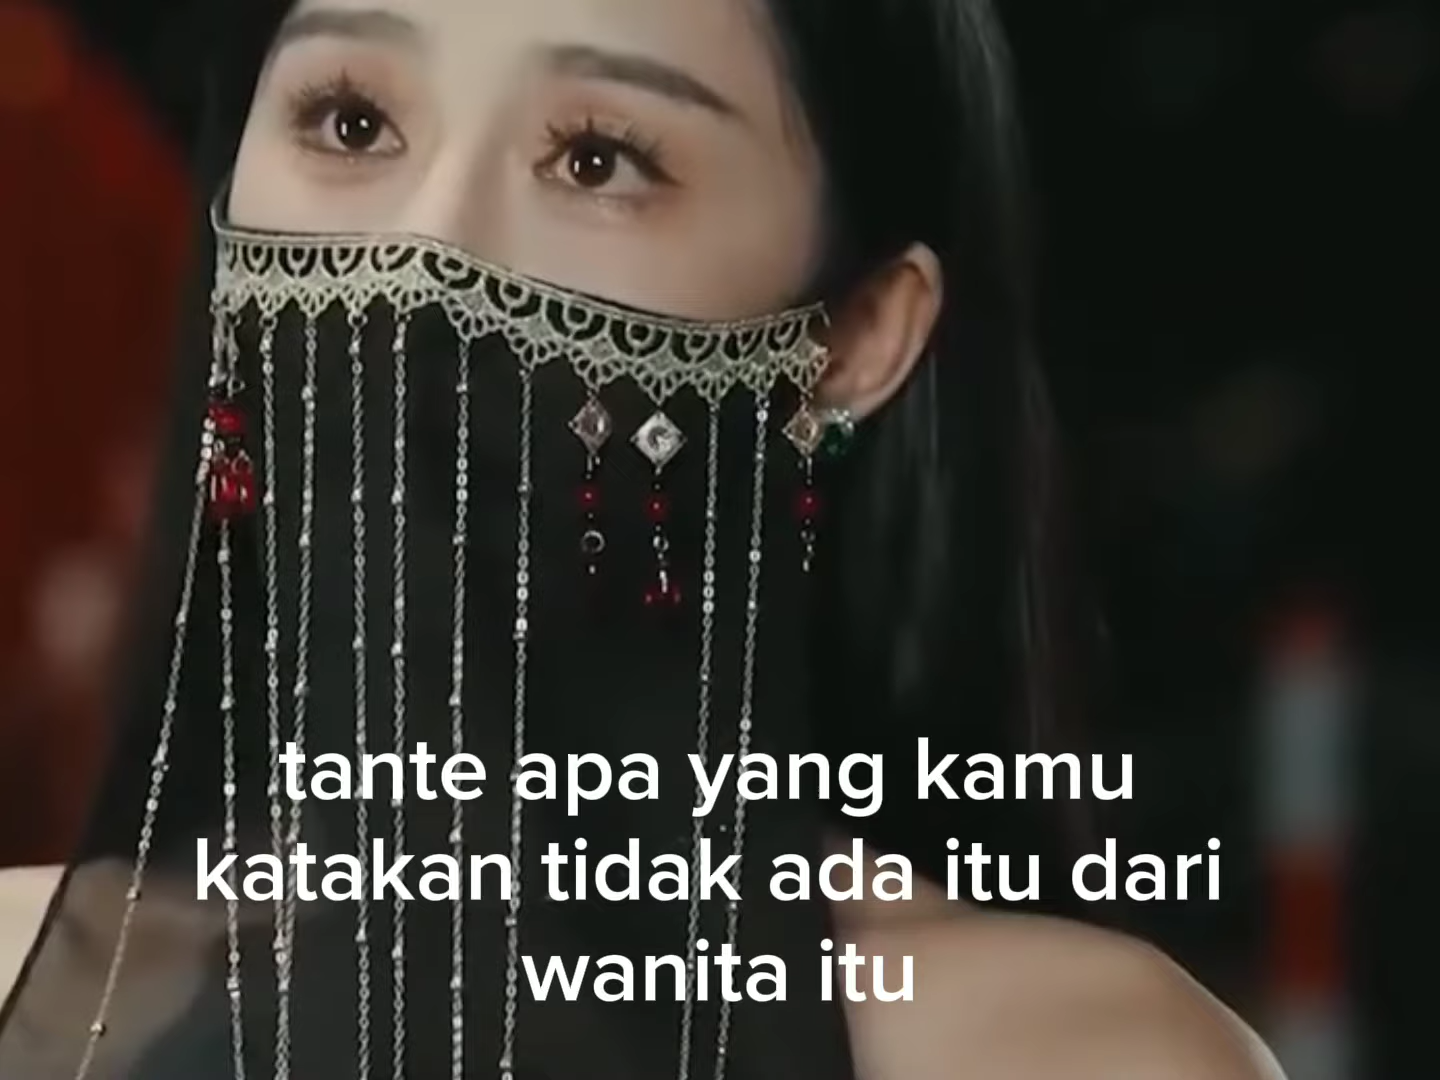 tante apa yang kamu
katakan tidak ada itu dari
wanita itu